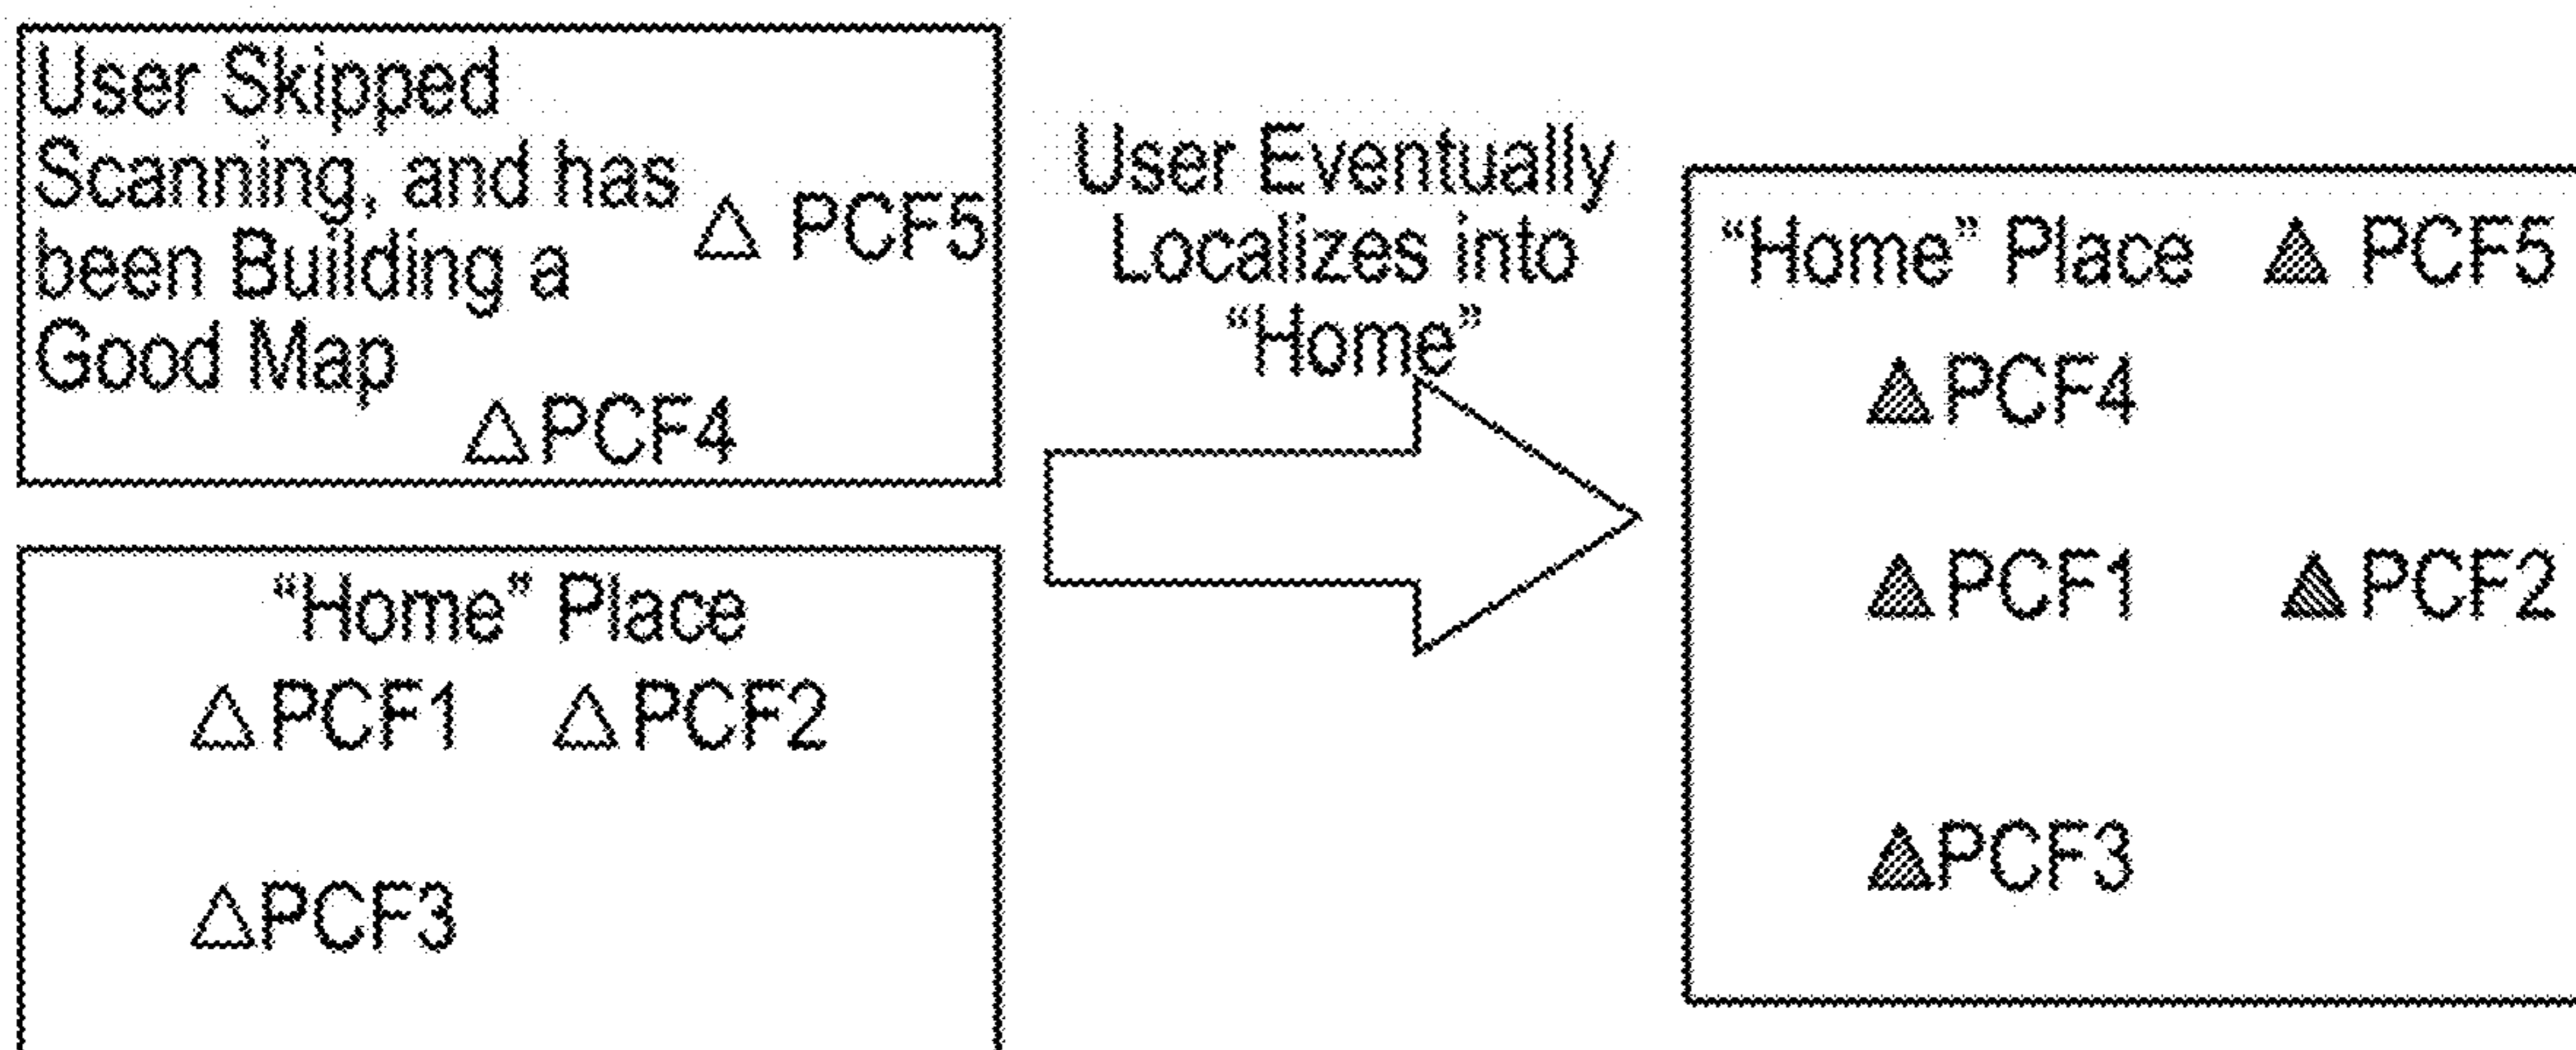 User Skipped
Scanning, and has
been Building a
Good Map
△ PCF5
△ PCF4
"Home" Place
△ PCF1 △ PCF2
△ PCF3
User Eventually
Localizes into
"Home"
"Home" Place ▲ PCF5
▲ PCF4
▲ PCF1 ▲ PCF2
▲ PCF3